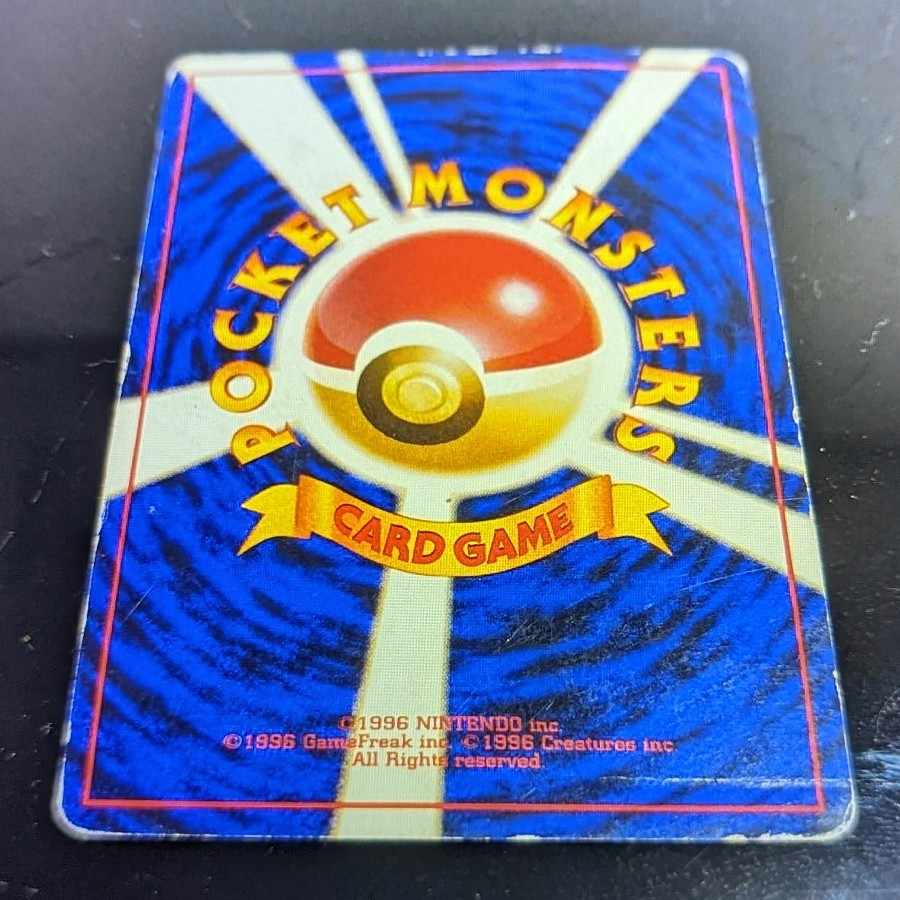 POCKET MONSTERS
CARD GAME
©1996 NINTENDO inc.
©1996 GameFreak inc. ©1996 Creatures inc
All Rights reserved.